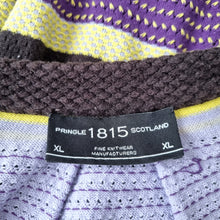 PRINGLE 1815 SCOTLAND
XL FINE KNITWEAR XL
MANUFACTURERS